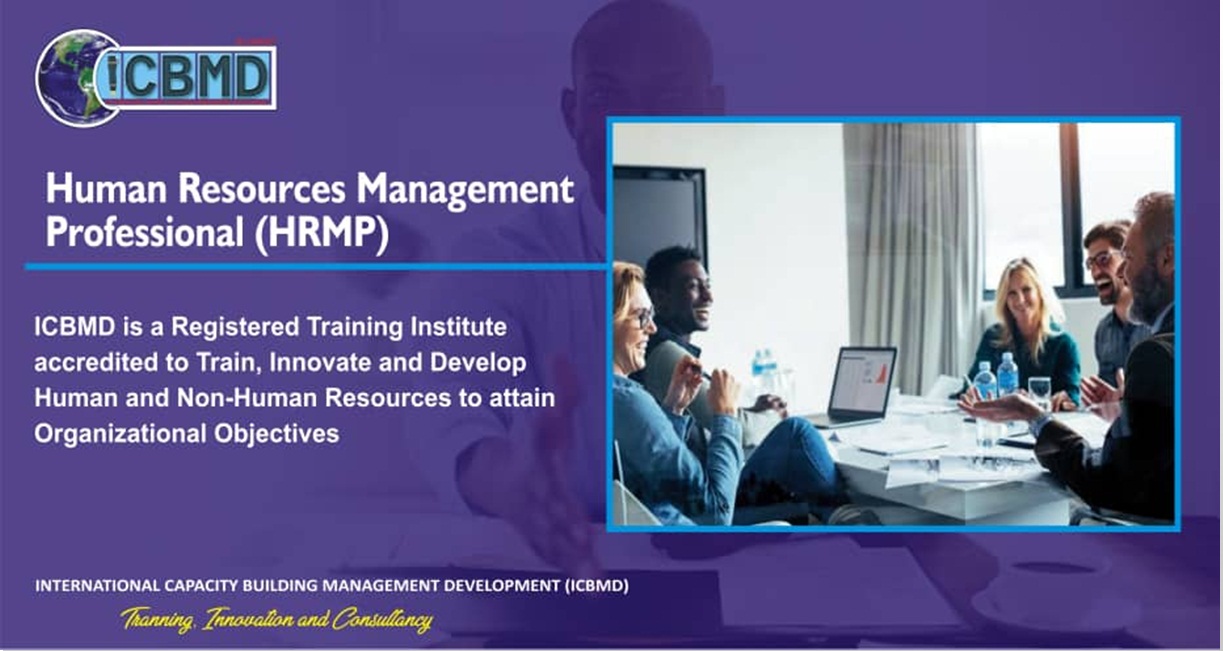 iCBMD
Human Resources Management
Professional (HRMP)
ICBMD is a Registered Training Institute
accredited to Train, Innovate and Develop
Human and Non-Human Resources to attain
Organizational Objectives
INTERNATIONAL CAPACITY BUILDING MANAGEMENT DEVELOPMENT (ICBMD)
Tranning, Innovation and Consultancy